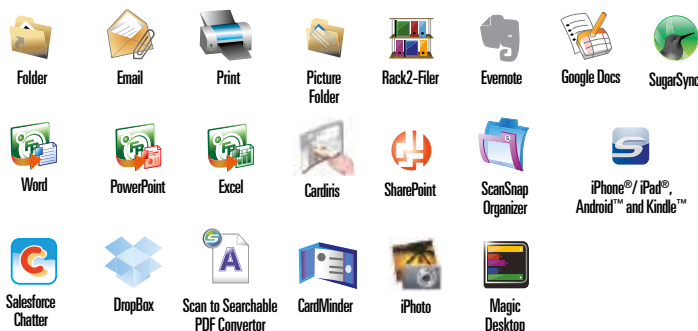 Folder
Email
Print
Picture
Folder
Rack2-Filer
Evernote
Google Docs
SugarSync
Word
PowerPoint
Excel
Cardiris
SharePoint
ScanSnap
Organizer
iPhone®/ iPad®,
Android™ and Kindle™
Salesforce
Chatter
DropBox
Scan to Searchable
PDF Convertor
CardMinder
iPhoto
Magic
Desktop